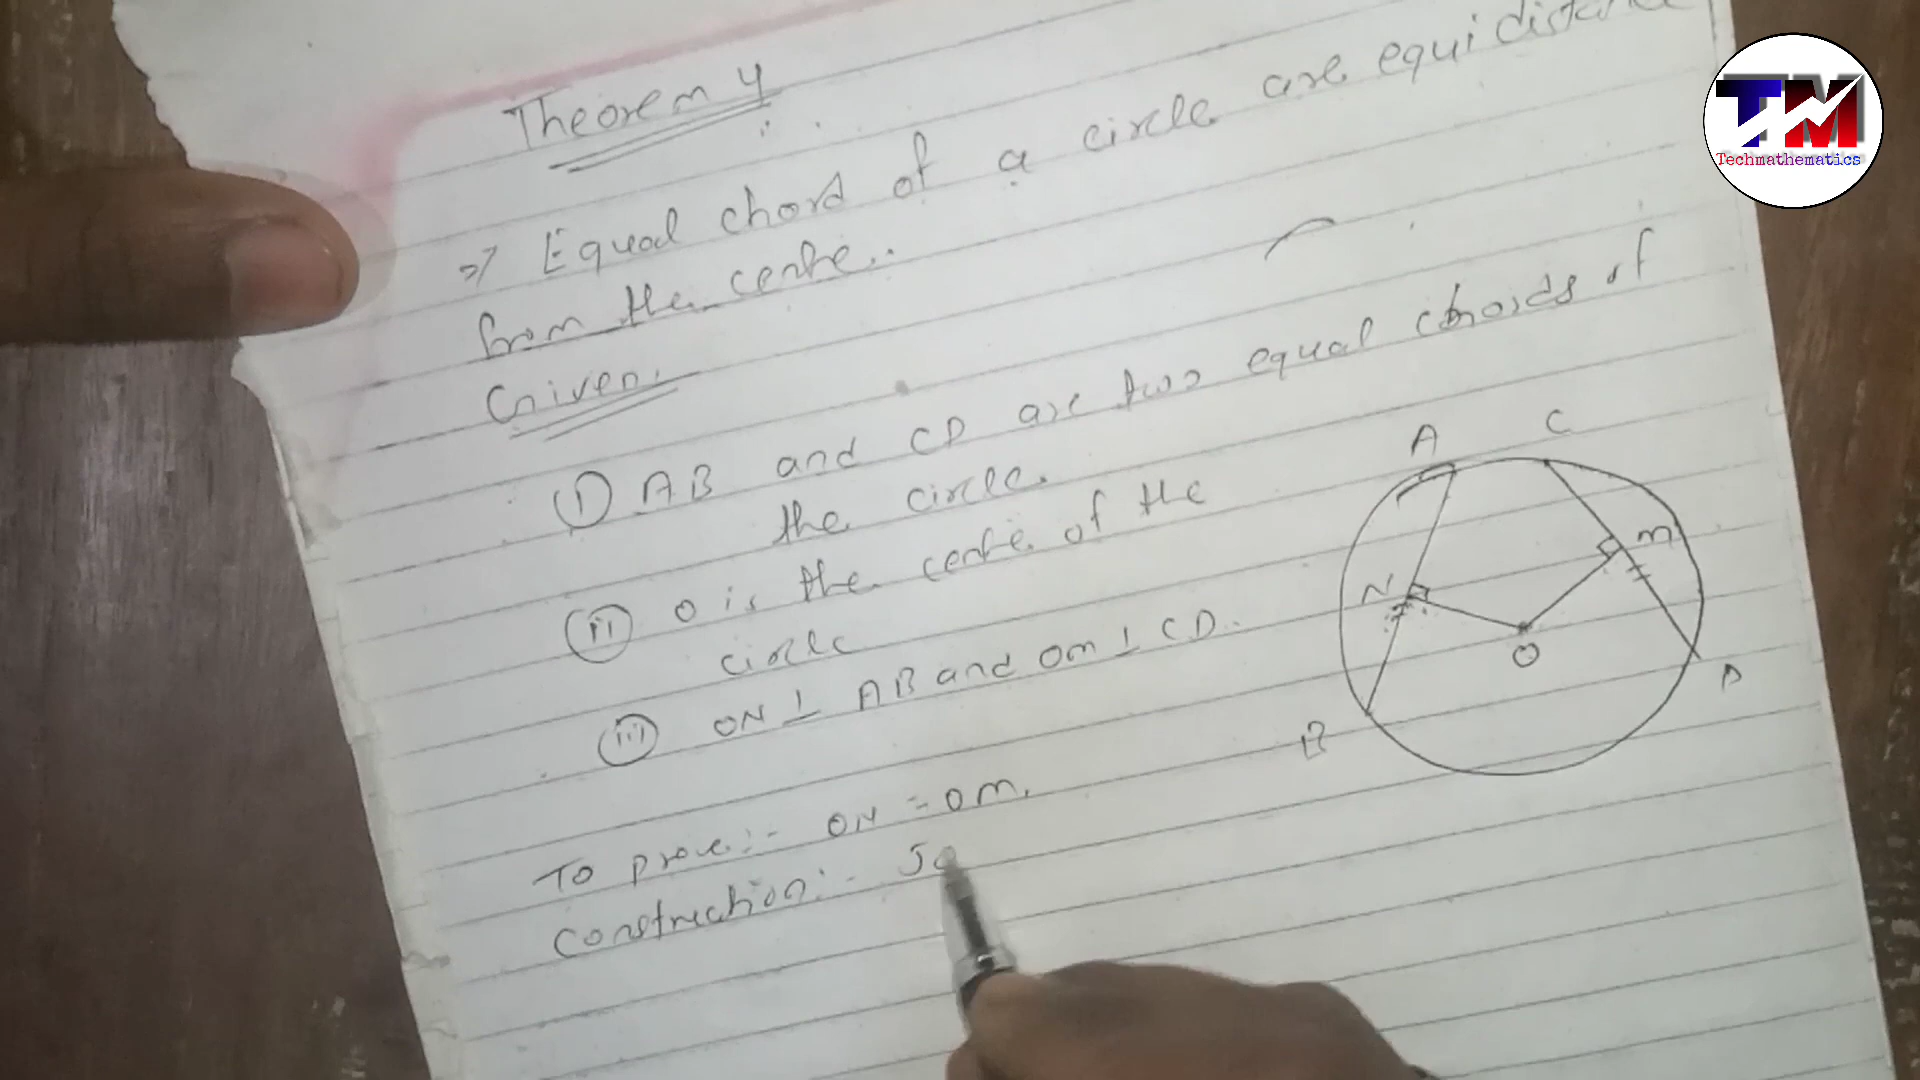 Theorem 4
=> Equal chord of a circle are equidistance
from the centre.
Given.
(i) AB and CD are two equal chords of
the circle.
(ii) O is the centre of the
circle
(iii) ON ⊥ AB and OM ⊥ CD.
To prove:- ON = OM.
Construction:- Jo
A C
N M
O
B D
TM
Techmathematics